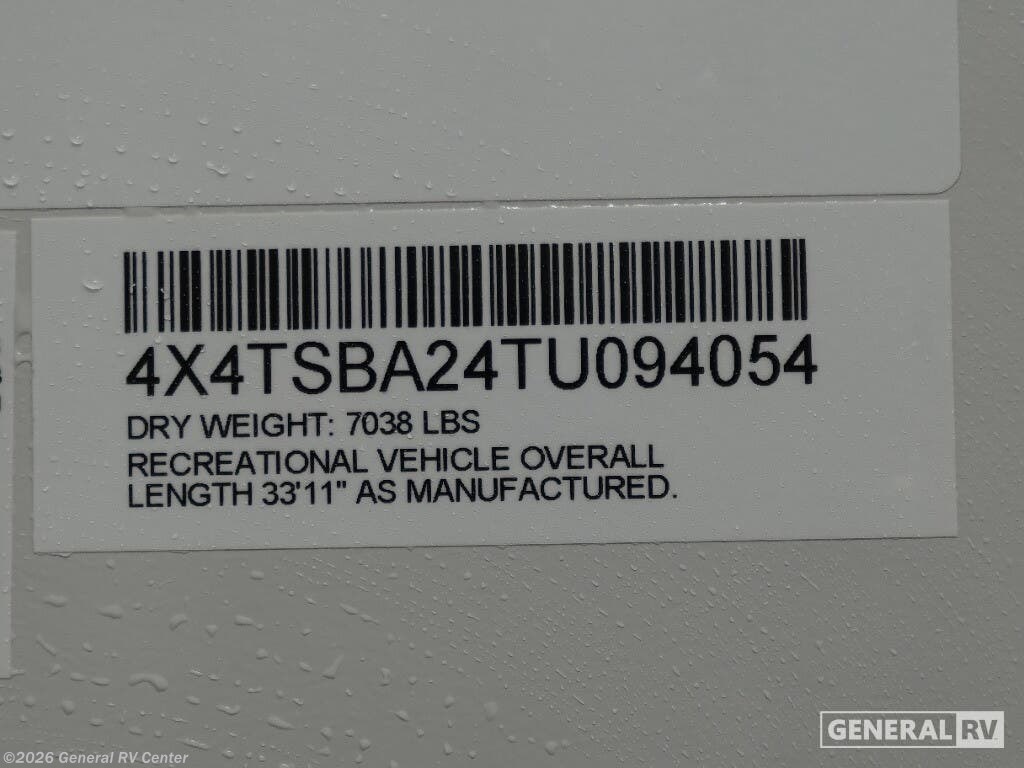 4X4TSBA24TU094054
DRY WEIGHT: 7038 LBS
RECREATIONAL VEHICLE OVERALL
LENGTH 33'11" AS MANUFACTURED.
GENERAL RV
©2026 General RV Center